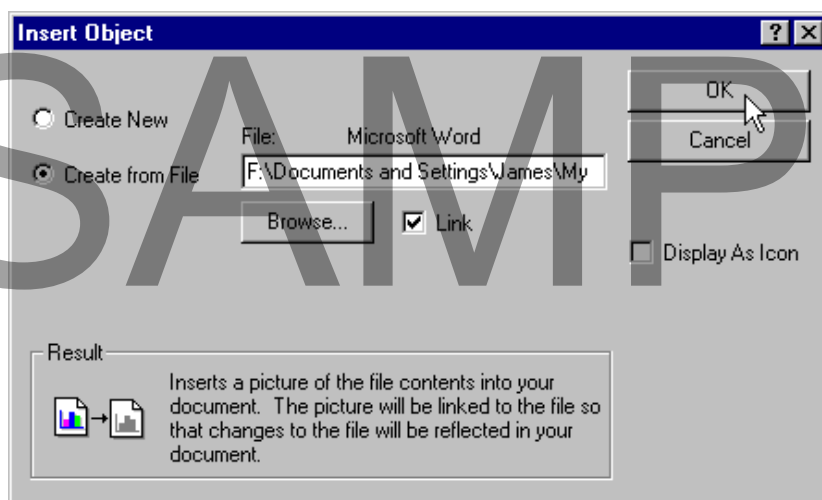 Insert Object
Create New
Create from File
File: Microsoft Word
F:\Documents and Settings\James\My
Browse...
Link
OK
Cancel
Display As Icon
Result
Inserts a picture of the file contents into your
document. The picture will be linked to the file so
that changes to the file will be reflected in your
document.
SAMP